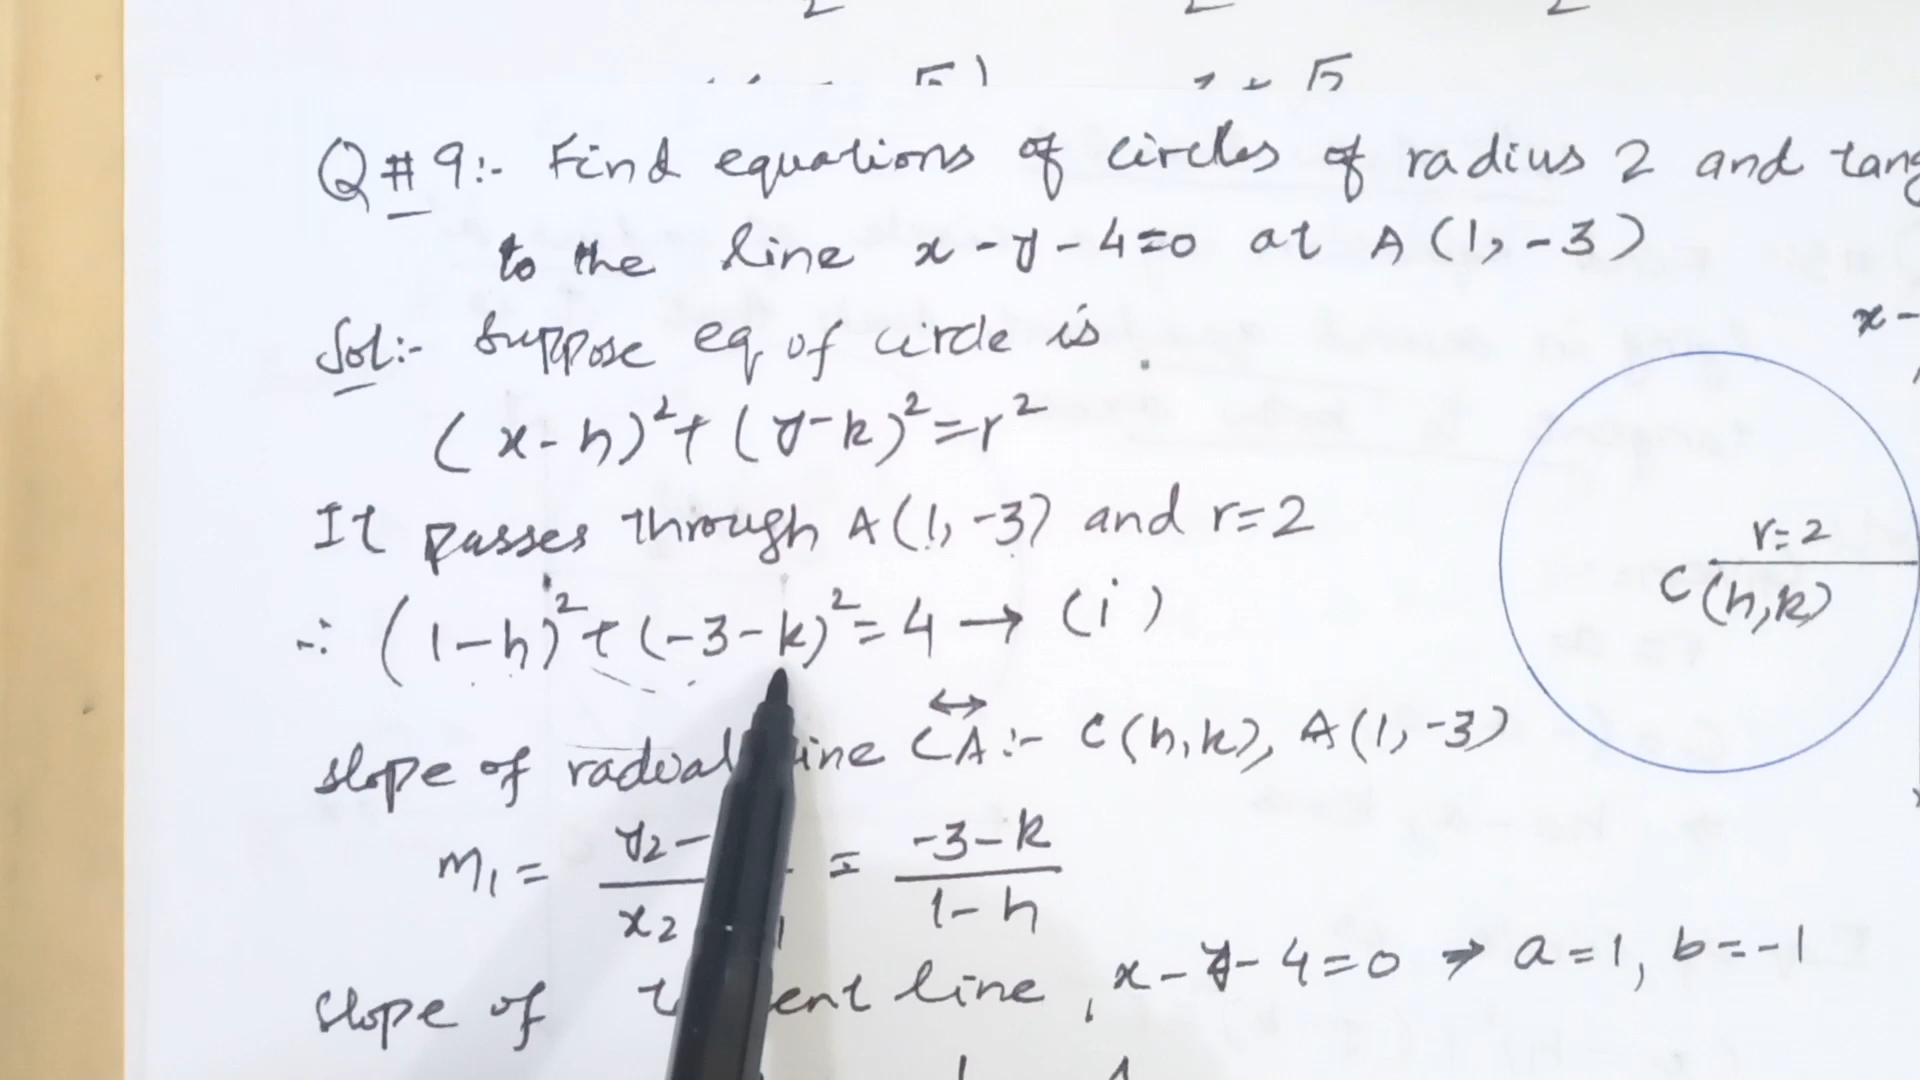 Q#9:- Find equations of circles of radius 2 and tang
to the line x-y-4=0 at A(1,-3)
Sol:- Suppose eq of circle is
(x-h)²+(y-k)²=r²
It passes through A(1,-3) and r=2
∴ (1-h)²+(-3-k)²=4 → (i)
slope of radial line CA:- C(h,k), A(1,-3)
m₁ = y₂- / x₂ 1 = -3-k / 1-h
slope of ent line, x-y-4=0 → a=1, b=-1
x-
r=2
C(h,k)